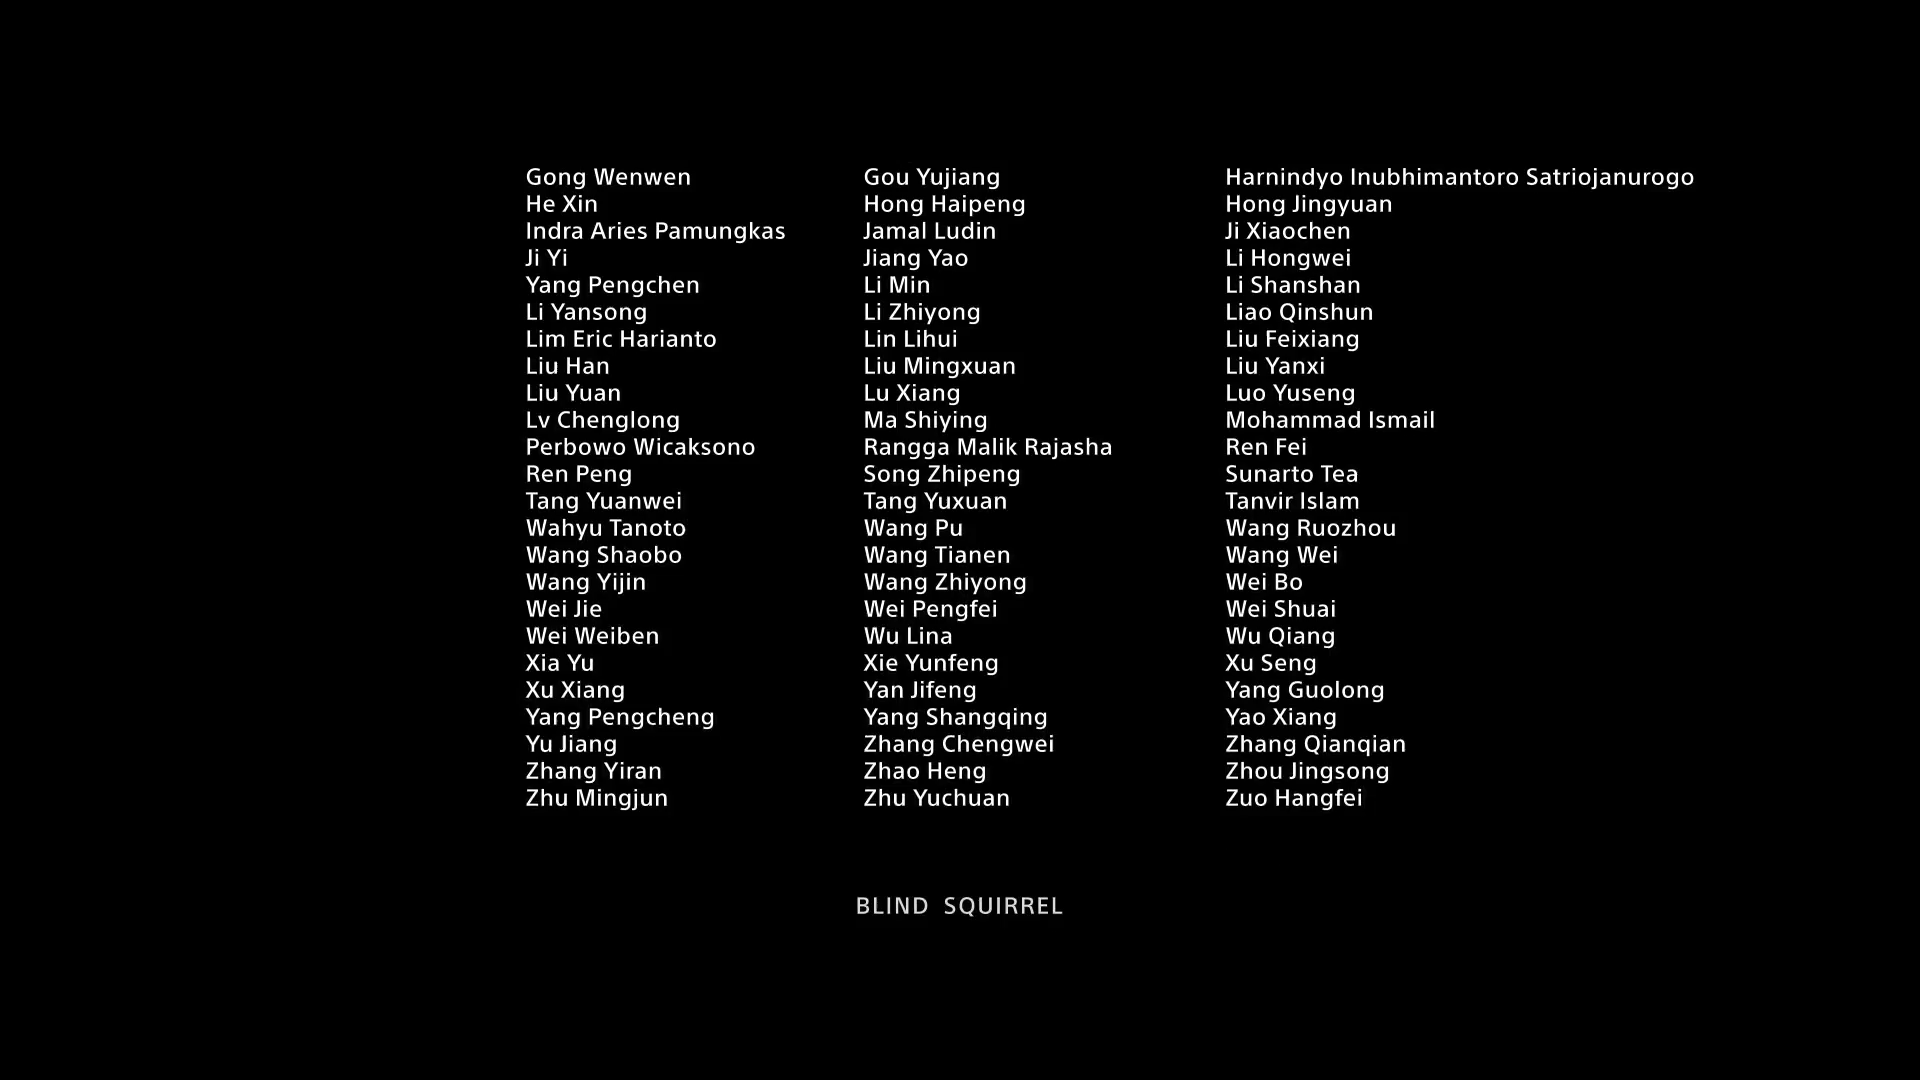 Gong Wenwen Gou Yujiang Harnindyo Inubhimantoro Satriojanurogo
He Xin Hong Haipeng Hong Jingyuan
Indra Aries Pamungkas Jamal Ludin Ji Xiaochen
Ji Yi Jiang Yao Li Hongwei
Yang Pengchen Li Min Li Shanshan
Li Yansong Li Zhiyong Liao Qinshun
Lim Eric Harianto Lin Lihui Liu Feixiang
Liu Han Liu Mingxuan Liu Yanxi
Liu Yuan Lu Xiang Luo Yuseng
Lv Chenglong Ma Shiying Mohammad Ismail
Perbowo Wicaksono Rangga Malik Rajasha Ren Fei
Ren Peng Song Zhipeng Sunarto Tea
Tang Yuanwei Tang Yuxuan Tanvir Islam
Wahyu Tanoto Wang Pu Wang Ruozhou
Wang Shaobo Wang Tianen Wang Wei
Wang Yijin Wang Zhiyong Wei Bo
Wei Jie Wei Pengfei Wei Shuai
Wei Weiben Wu Lina Wu Qiang
Xia Yu Xie Yunfeng Xu Seng
Xu Xiang Yan Jifeng Yang Guolong
Yang Pengcheng Yang Shangqing Yao Xiang
Yu Jiang Zhang Chengwei Zhang Qianqian
Zhang Yiran Zhao Heng Zhou Jingsong
Zhu Mingjun Zhu Yuchuan Zuo Hangfei
BLIND SQUIRREL